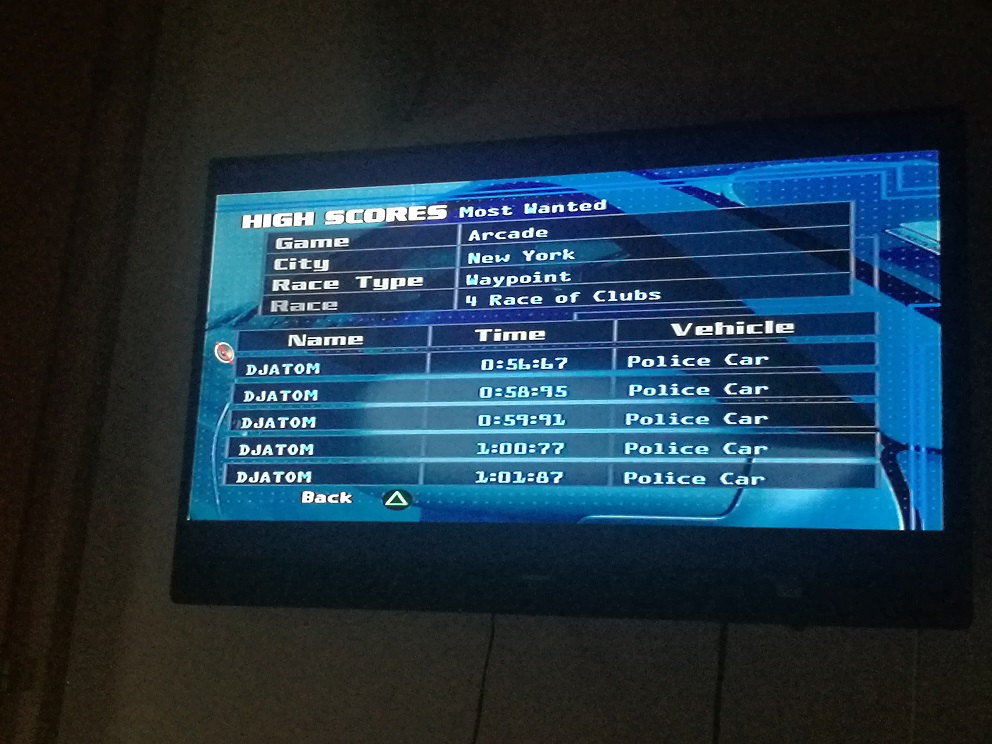 HIGH SCORES Most Wanted
Game Arcade
City New York
Race Type Waypoint
Race 4 Race of Clubs
Name Time Vehicle
DJATOM 0:56:67 Police Car
DJATOM 0:58:95 Police Car
DJATOM 0:59:91 Police Car
DJATOM 1:00:77 Police Car
DJATOM 1:01:87 Police Car
Back